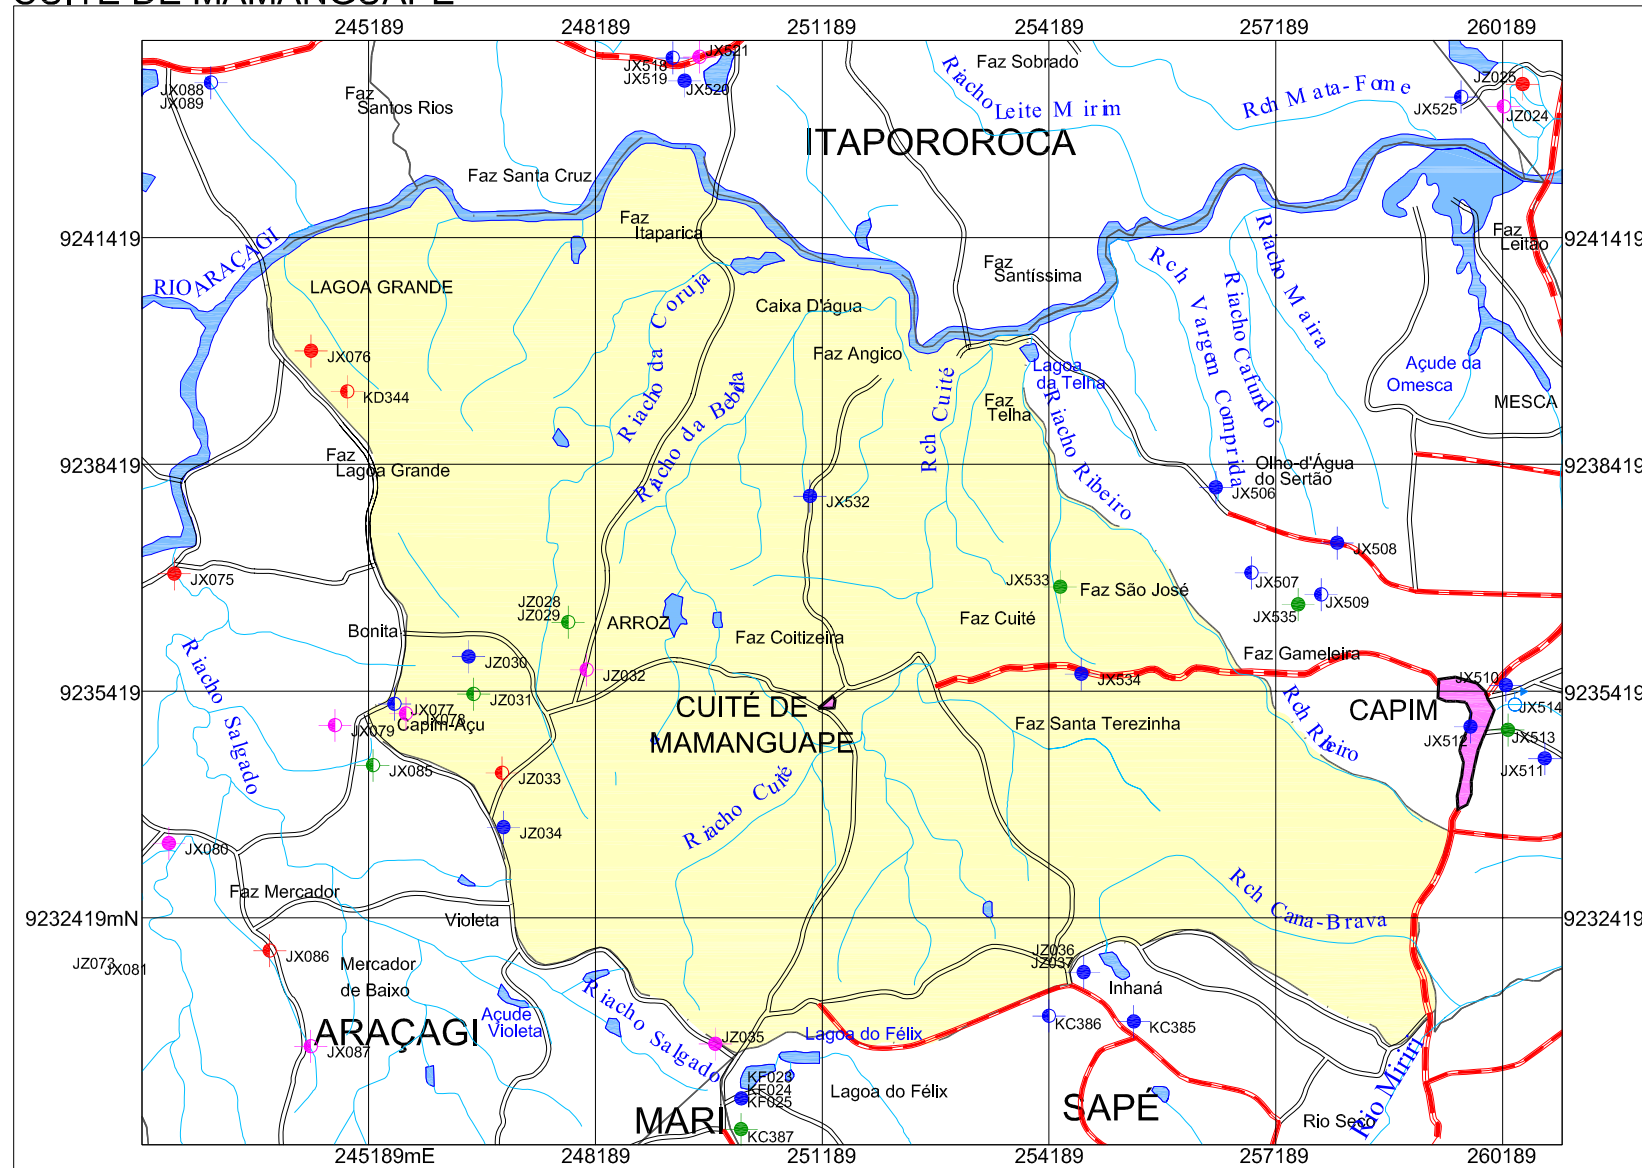 CUITÉ DE MAMANGUAPE
245189
248189
251189
254189
257189
260189
JX521
JX518
JX519
JX520
JX088
JX089
Faz
Santos Rios
Faz Sobrado
Riacho
Leite Mirim
Rch Mata-Fome
JZ025
JX525
JZ024
ITAPOROROCA
Faz Santa Cruz
Faz
Itaparica
9241419
9241419
RIO ARAÇAGI
LAGOA GRANDE
Riacho da Coruja
Caixa D'água
Faz
Santíssima
Rch Vargem Comprida
Riacho Cafundó
Riacho Maira
Faz
Leitão
JX076
KD344
Faz Angico
Riacho da Bebida
Rch Cuité
Lagoa
da Telha
Faz
Telha
Riacho Ribeiro
Açude da
Omesca
MESCA
Faz
Lagoa Grande
9238419
9238419
Olho-d'Água
do Sertão
JX506
JX532
JX508
JX075
JX507
JX509
JX535
JX533
Faz São José
JZ028
JZ029
ARROZ
Faz Cuité
Faz Coitizeira
Bonita
Riacho Salgado
JZ030
JZ032
JZ031
Faz Gameleira
JX534
9235419
9235419
JX510
JX514
JX077
JX078
JX079
Capim-Açu
CUITÉ DE
MAMANGUAPE
Faz Santa Terezinha
Rch Ribeiro
CAPIM
JX512
JX513
JX511
JX085
JZ033
Riacho Cuité
JZ034
JX080
Faz Mercador
Rch Cana-Brava
9232419mN
9232419
Violeta
JZ036
JZ037
JX086
JX081
Mercador
de Baixo
Inhaná
ARAÇAGI
Açude
Violeta
Riacho Salgado
JZ035
Lagoa do Félix
KC386
KC385
JX087
KF023
KF024
KF025
Lagoa do Félix
MARI
KC387
SAPÉ
Rio Seco
Rio Miriri
245189mE
248189
251189
254189
257189
260189